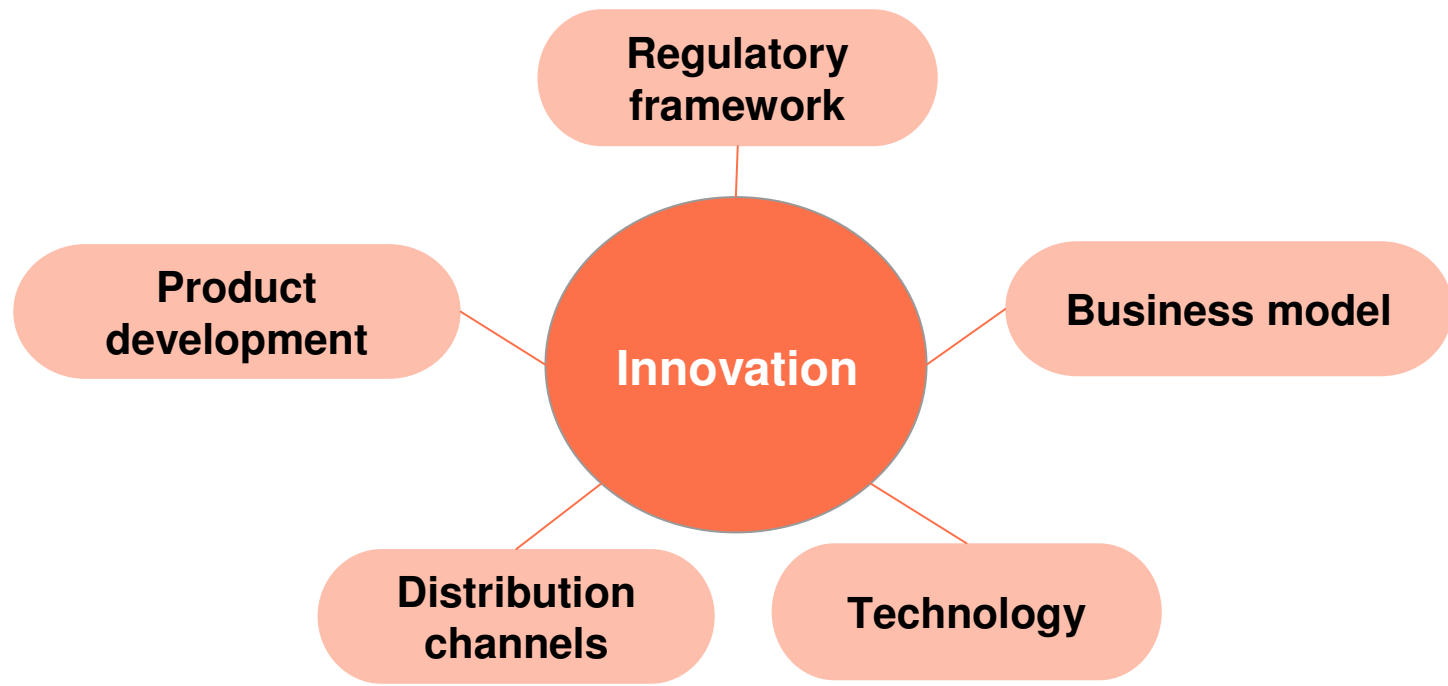 Regulatory
framework
Product
development
Business model
Innovation
Distribution
channels
Technology